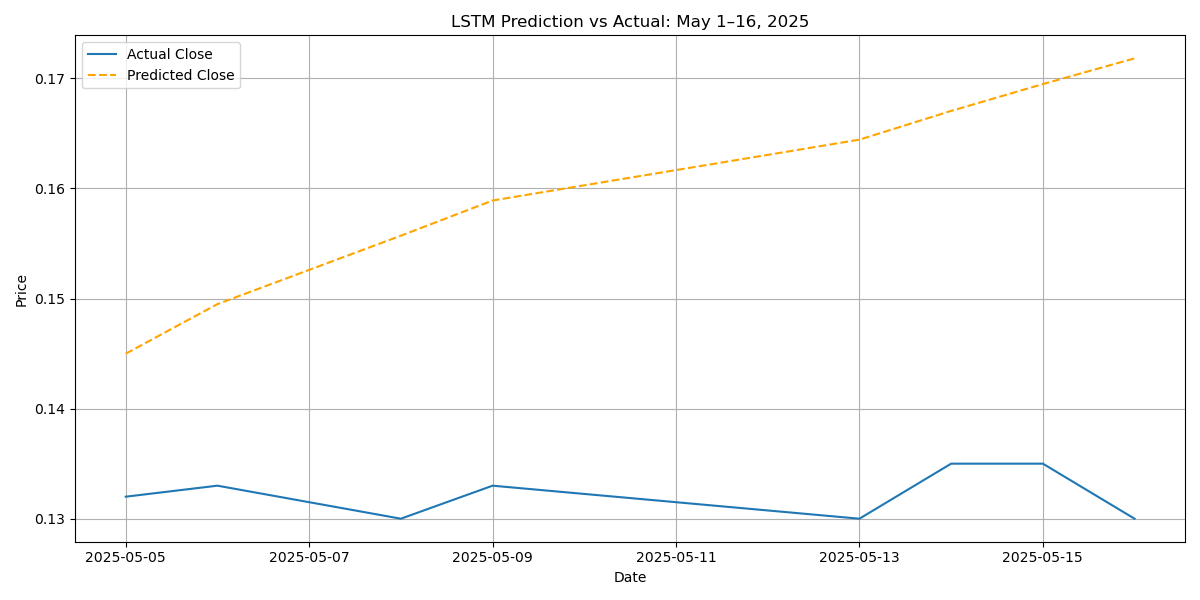 LSTM Prediction vs Actual: May 1–16, 2025
Actual Close
Predicted Close
0.17
0.16
0.15
0.14
0.13
Price
2025-05-05
2025-05-07
2025-05-09
2025-05-11
2025-05-13
2025-05-15
Date